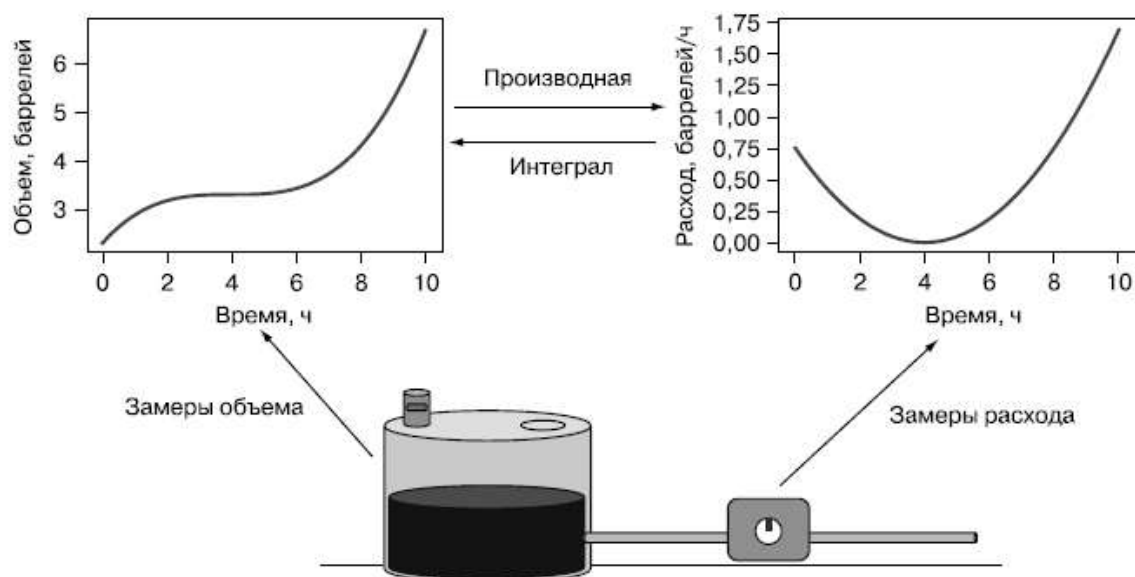 Объем, баррелей
6
5
4
3
0 2 4 6 8 10
Время, ч
Производная
Интеграл
Расход, баррелей/ч
1,75
1,50
1,25
1,00
0,75
0,50
0,25
0,00
0 2 4 6 8 10
Время, ч
Замеры объема
Замеры расхода